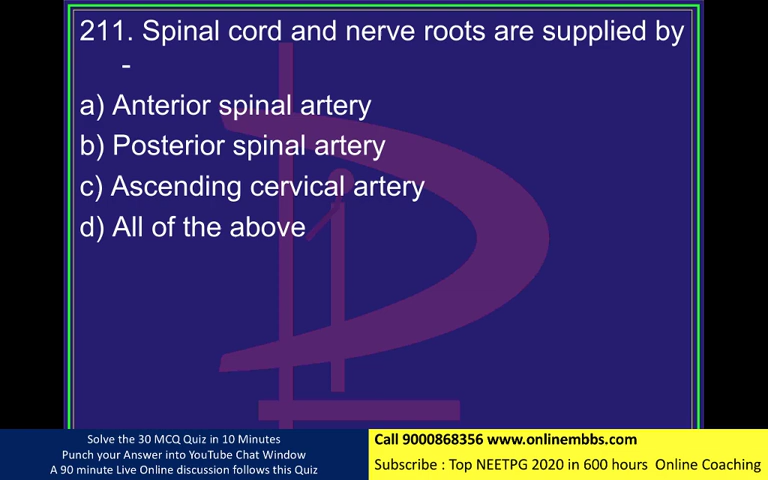 211. Spinal cord and nerve roots are supplied by
-
a) Anterior spinal artery
b) Posterior spinal artery
c) Ascending cervical artery
d) All of the above
Solve the 30 MCQ Quiz in 10 Minutes
Punch your Answer into YouTube Chat Window
A 90 minute Live Online discussion follows this Quiz
Call 9000868356 www.onlinembbs.com
Subscribe : Top NEETPG 2020 in 600 hours Online Coaching